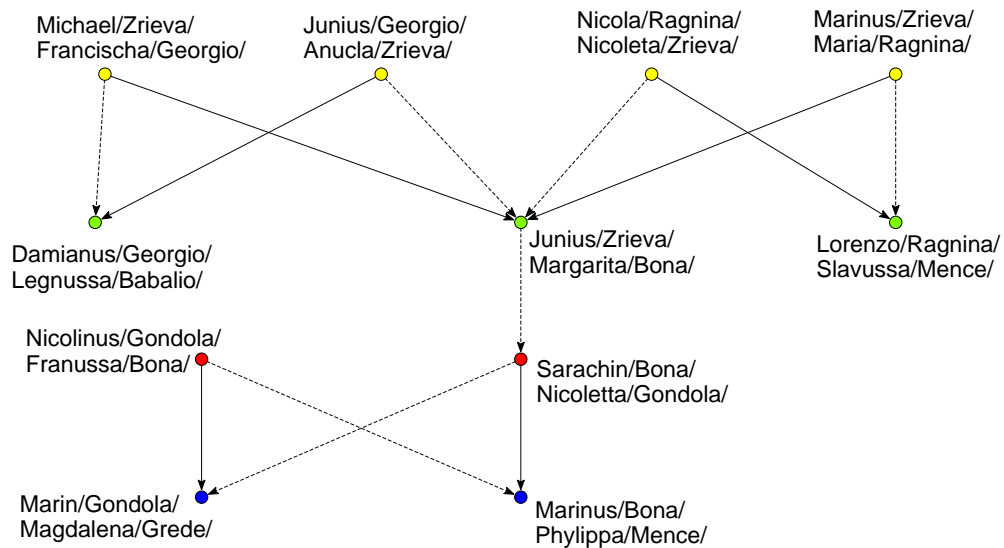 Michael/Zrieva/
Francischa/Georgio/
Junius/Georgio/
Anucla/Zrieva/
Nicola/Ragnina/
Nicoleta/Zrieva/
Marinus/Zrieva/
Maria/Ragnina/
Damianus/Georgio/
Legnussa/Babalio/
Junius/Zrieva/
Margarita/Bona/
Lorenzo/Ragnina/
Slavussa/Mence/
Nicolinus/Gondola/
Franussa/Bona/
Sarachin/Bona/
Nicoletta/Gondola/
Marin/Gondola/
Magdalena/Grede/
Marinus/Bona/
Phylippa/Mence/